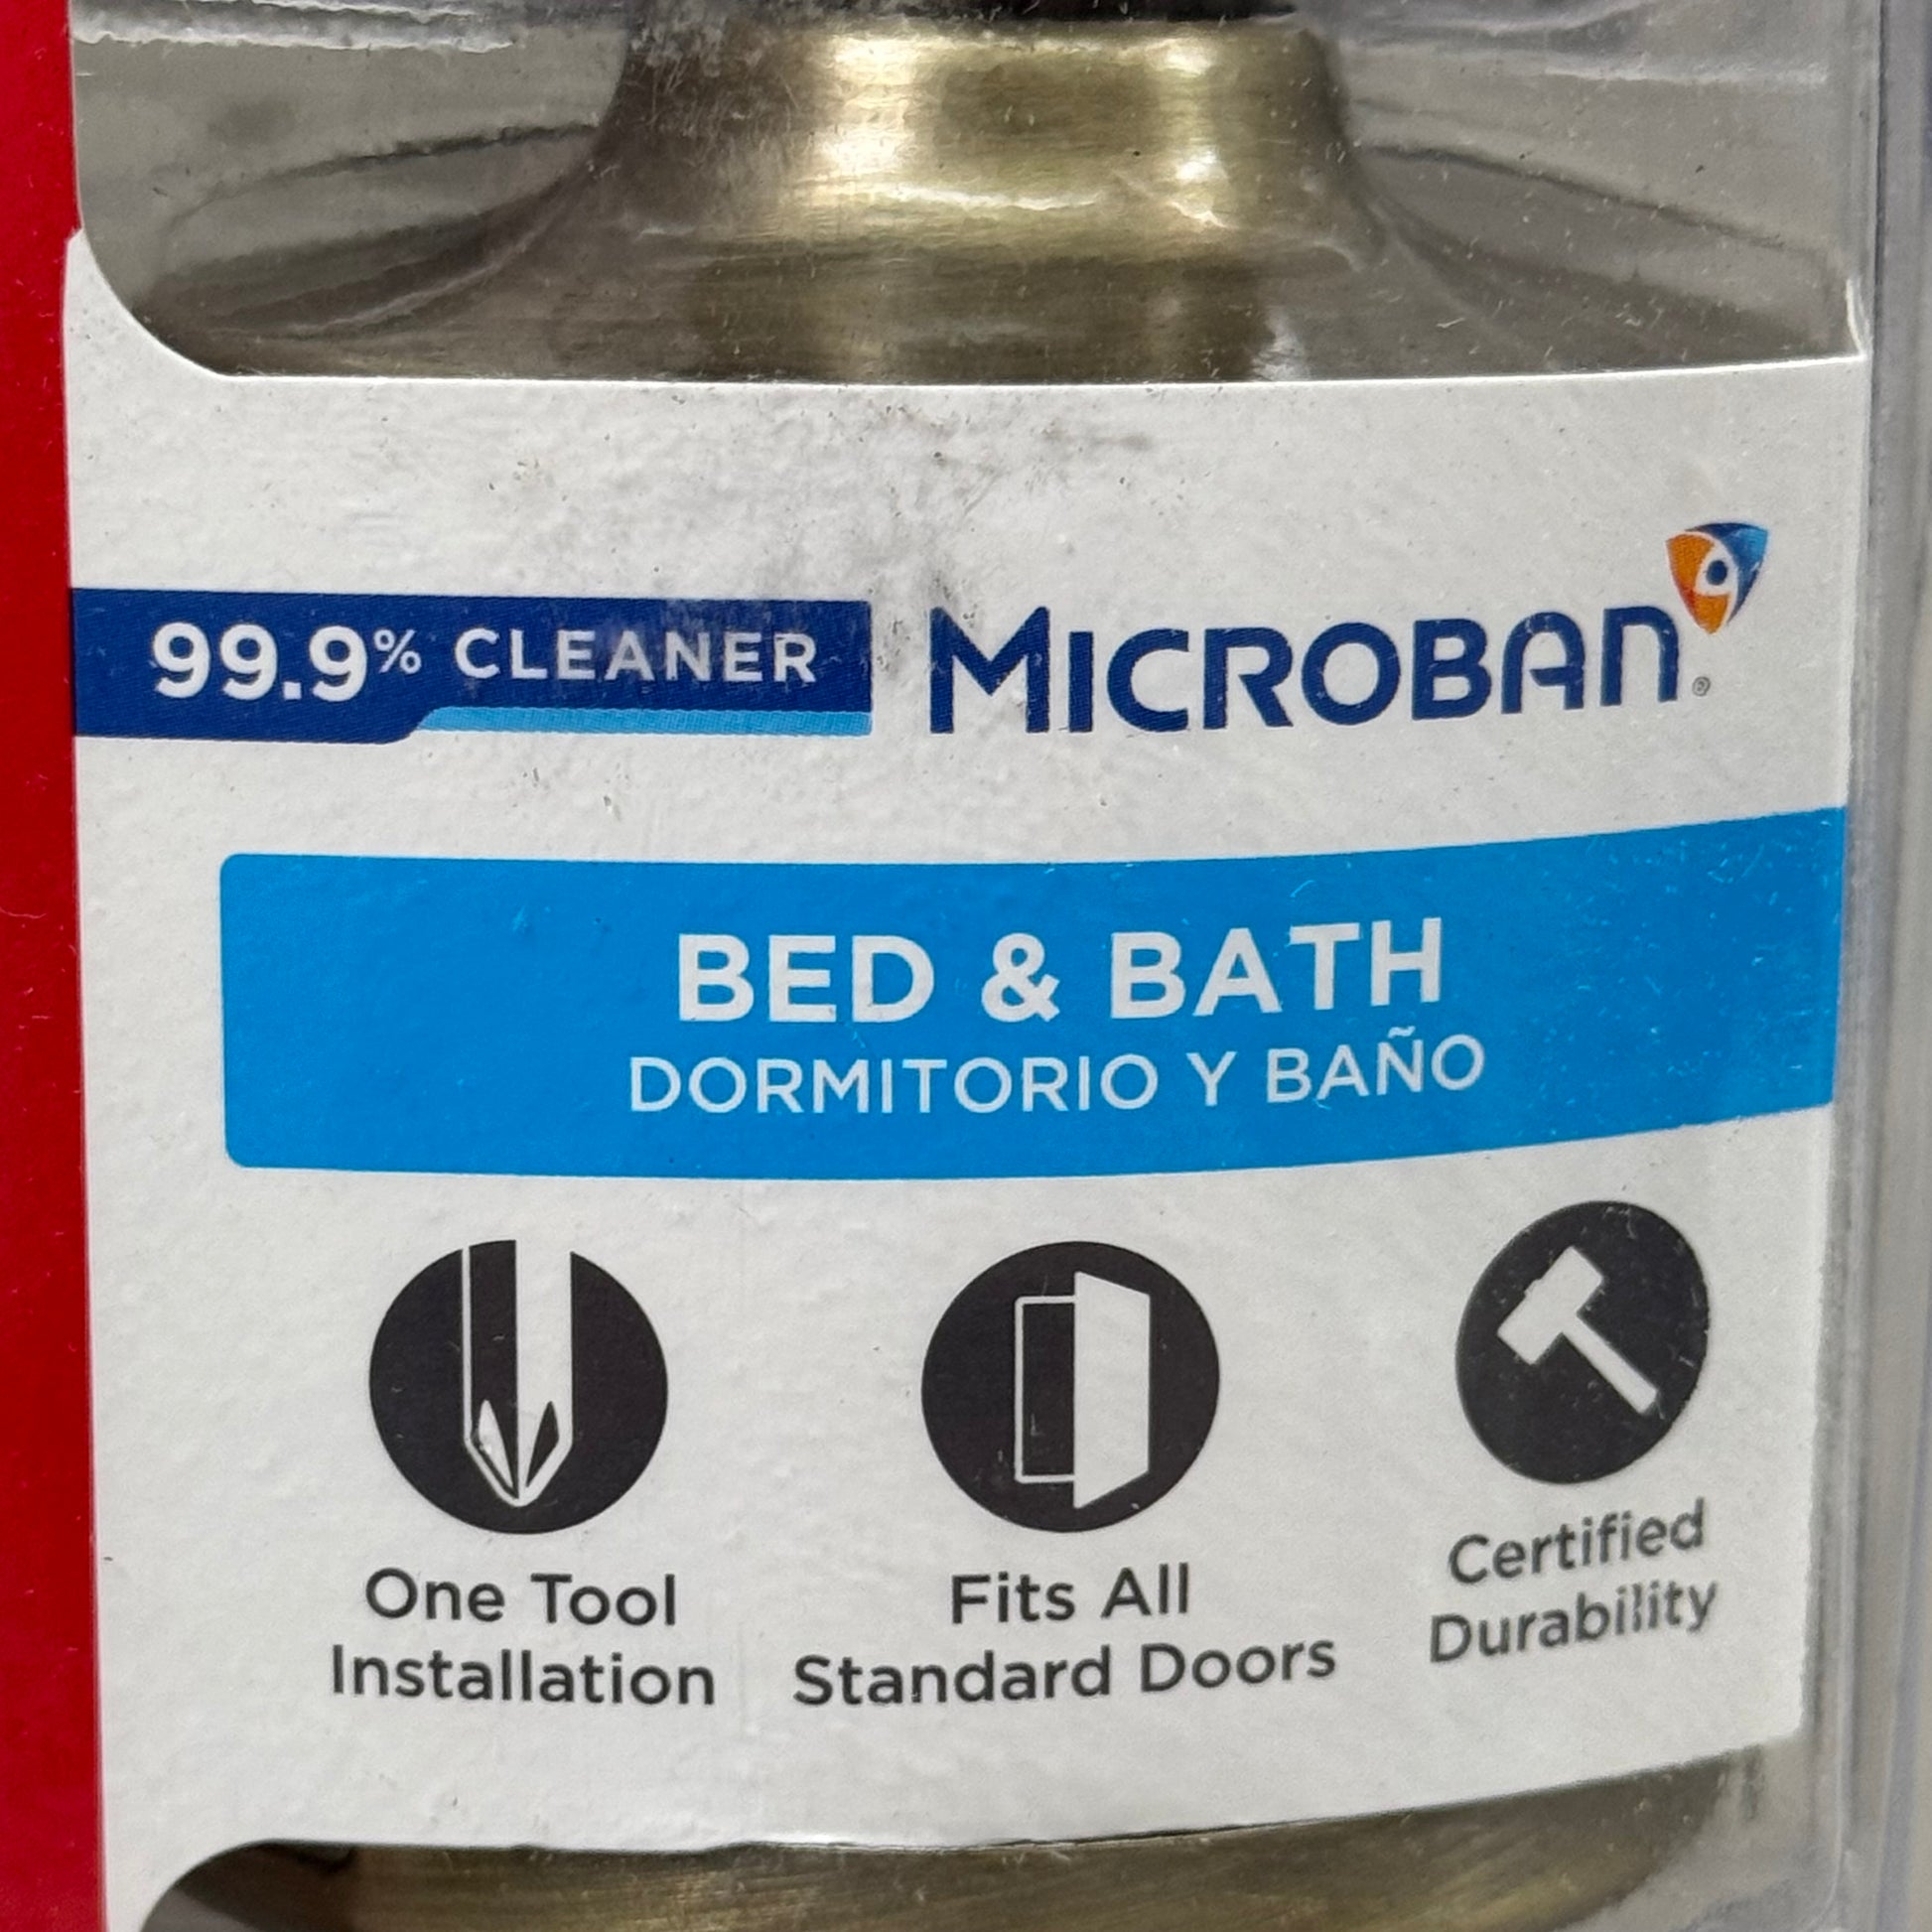 99.9% CLEANER MICROBAN®
BED & BATH
DORMITORIO Y BAÑO
One Tool
Installation
Fits All
Standard Doors
Certified
Durability